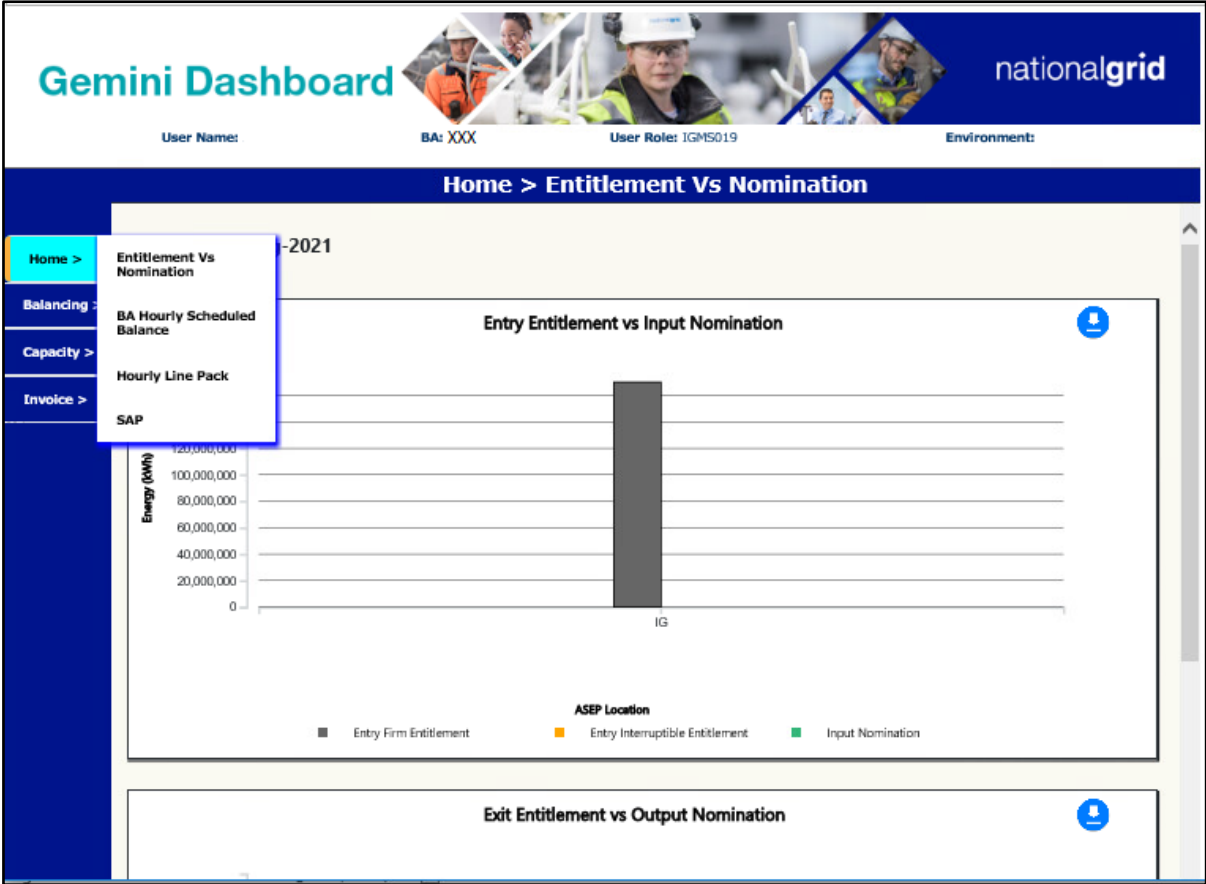 Gemini Dashboard
nationalgrid
User Name: BA: XXX User Role: IGMS019 Environment:
Home > Entitlement Vs Nomination
-2021
Home >
Balancing >
Capacity >
Invoice >
Entitlement Vs
Nomination
BA Hourly Scheduled
Balance
Hourly Line Pack
SAP
Entry Entitlement vs Input Nomination
Energy (kWh)
120,000,000
100,000,000
80,000,000
60,000,000
40,000,000
20,000,000
0
IG
ASEP Location
Entry Firm Entitlement Entry Interruptible Entitlement Input Nomination
Exit Entitlement vs Output Nomination